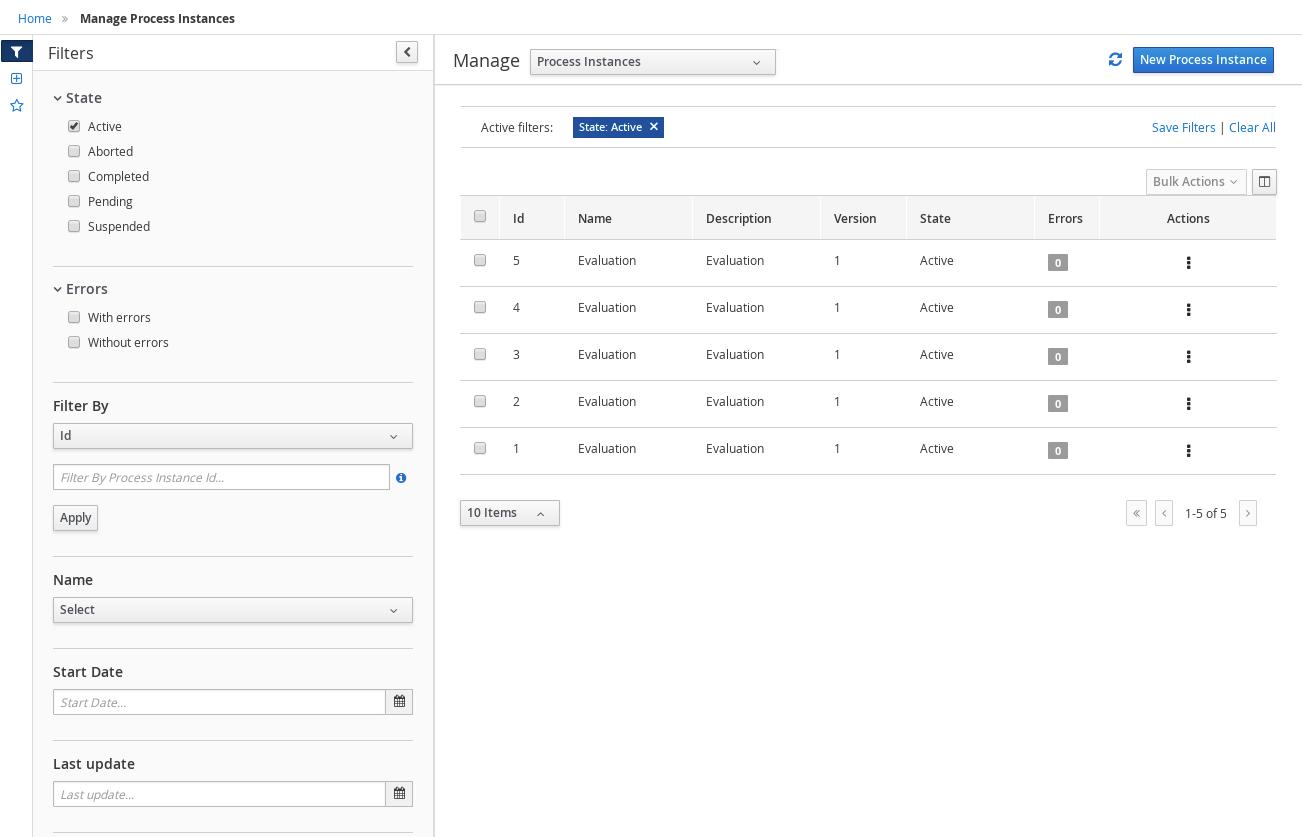 Home » Manage Process Instances
Filters
State
Active
Aborted
Completed
Pending
Suspended
Errors
With errors
Without errors
Filter By
Id
Filter By Process Instance Id...
Apply
Name
Select
Start Date
Start Date...
Last update
Last update...
Manage Process Instances New Process Instance
Active filters: State: Active ✕ Save Filters | Clear All
Bulk Actions
Id Name Description Version State Errors Actions
5 Evaluation Evaluation 1 Active 0
4 Evaluation Evaluation 1 Active 0
3 Evaluation Evaluation 1 Active 0
2 Evaluation Evaluation 1 Active 0
1 Evaluation Evaluation 1 Active 0
10 Items « ‹ 1-5 of 5 ›